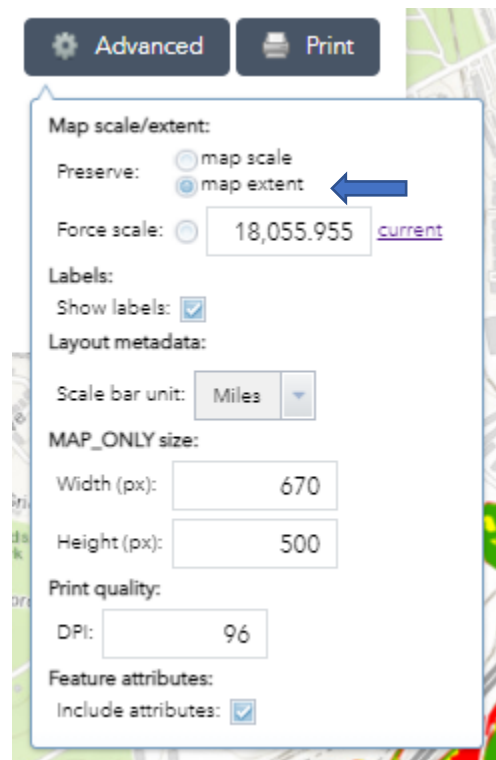 Advanced Print
Map scale/extent:
Preserve: map scale
map extent
Force scale: 18,055.955 current
Labels:
Show labels:
Layout metadata:
Scale bar unit: Miles
MAP_ONLY size:
Width (px): 670
Height (px): 500
Print quality:
DPI: 96
Feature attributes:
Include attributes: